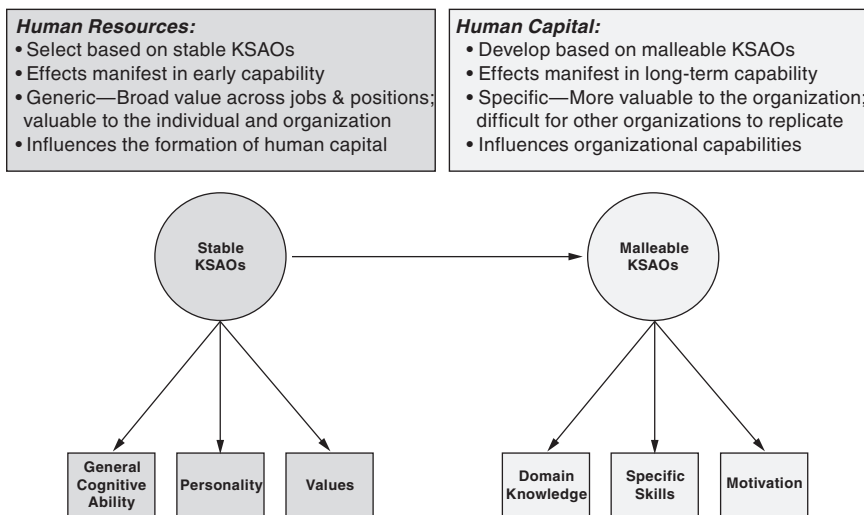 Human Resources:
• Select based on stable KSAOs
• Effects manifest in early capability
• Generic—Broad value across jobs & positions;
valuable to the individual and organization
• Influences the formation of human capital
Human Capital:
• Develop based on malleable KSAOs
• Effects manifest in long-term capability
• Specific—More valuable to the organization;
difficult for other organizations to replicate
• Influences organizational capabilities
Stable
KSAOs
Malleable
KSAOs
General
Cognitive
Ability
Personality
Values
Domain
Knowledge
Specific
Skills
Motivation